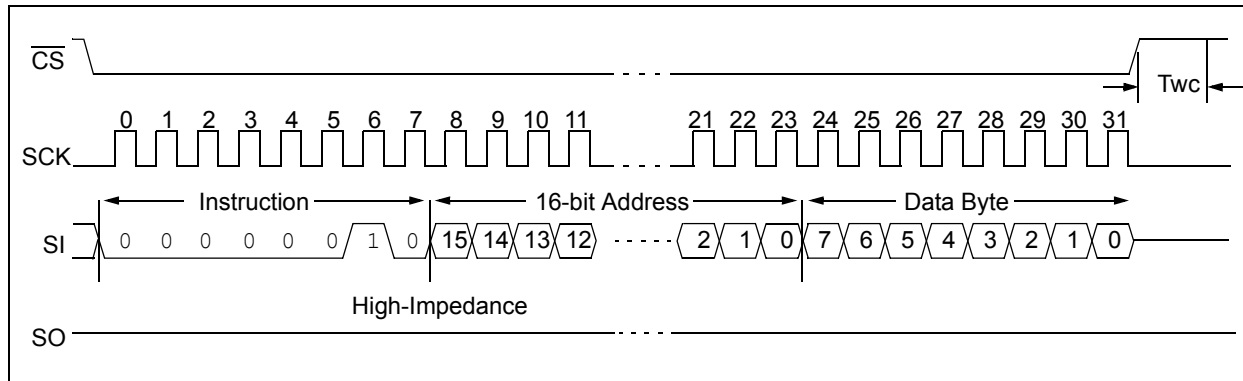 CS
Twc
0 1 2 3 4 5 6 7 8 9 10 11 21 22 23 24 25 26 27 28 29 30 31
SCK
Instruction 16-bit Address Data Byte
SI 0 0 0 0 0 0 1 0 15 14 13 12 2 1 0 7 6 5 4 3 2 1 0
High-Impedance
SO